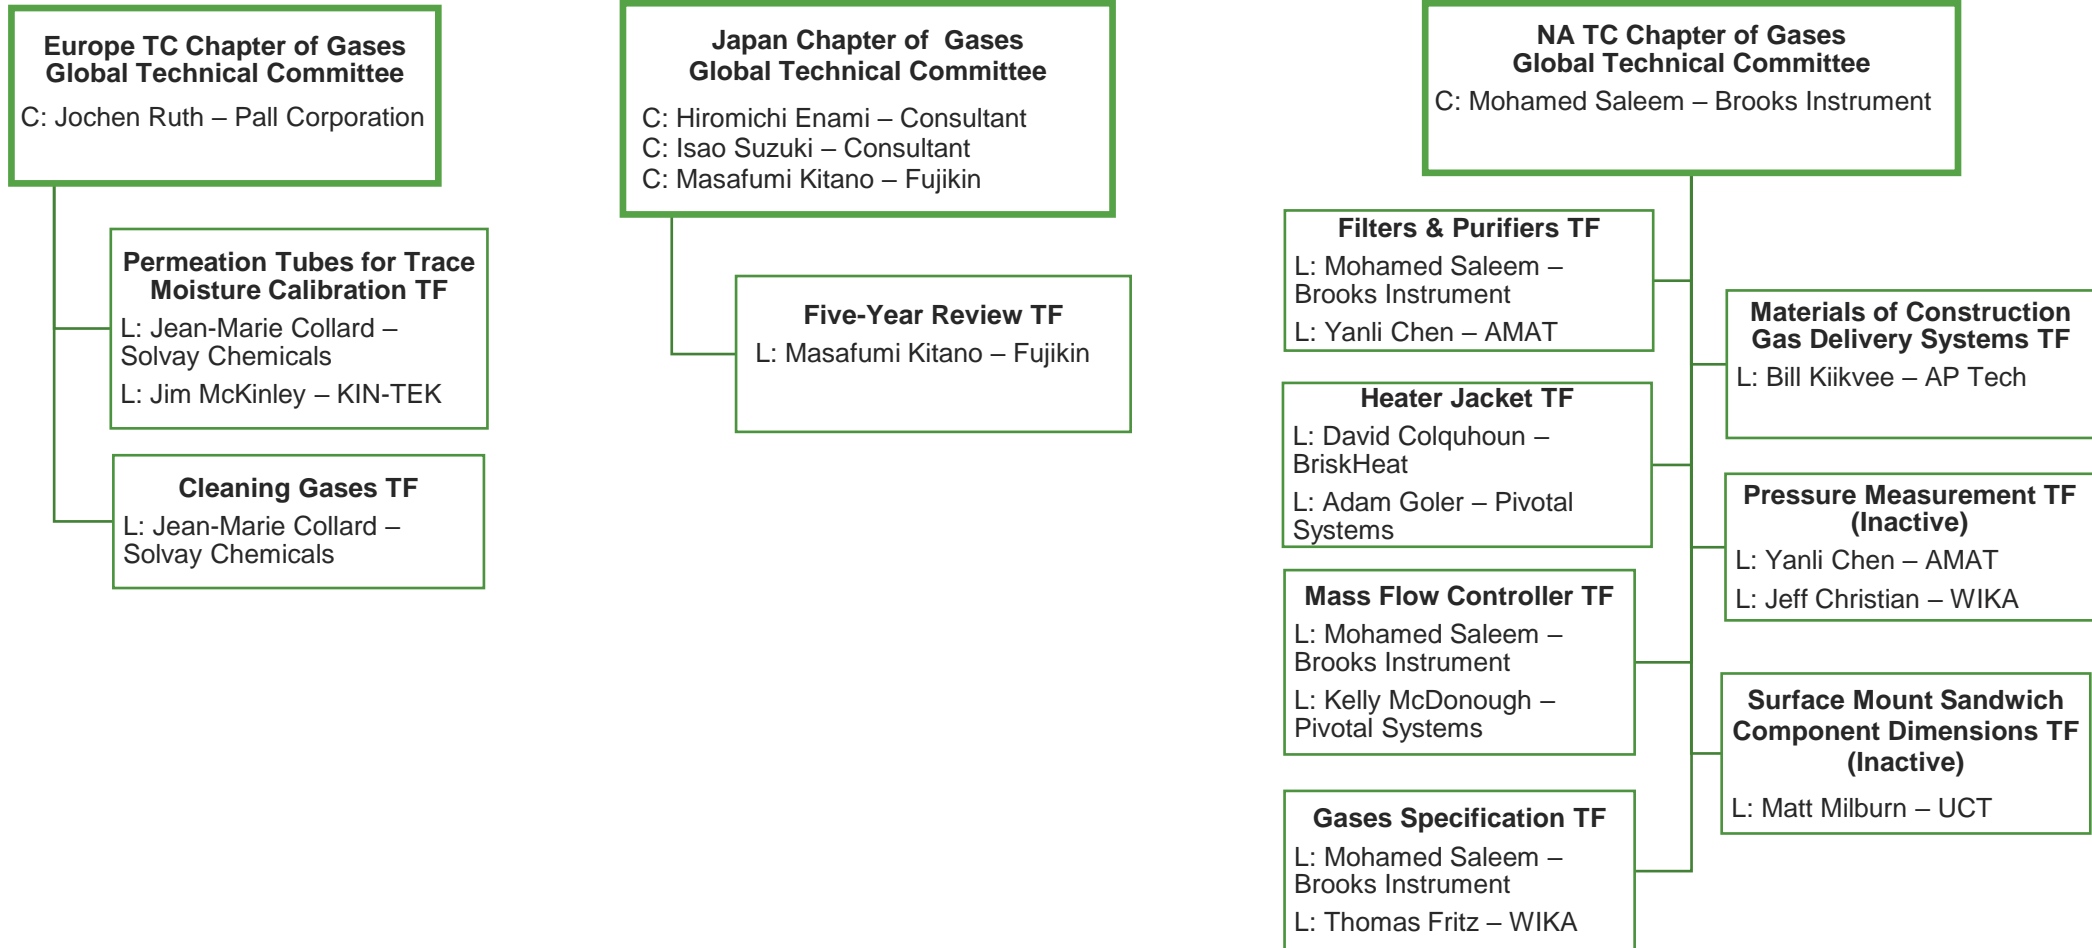 Europe TC Chapter of Gases
Global Technical Committee
C: Jochen Ruth – Pall Corporation
Permeation Tubes for Trace
Moisture Calibration TF
L: Jean-Marie Collard –
Solvay Chemicals
L: Jim McKinley – KIN-TEK
Cleaning Gases TF
L: Jean-Marie Collard –
Solvay Chemicals
Japan Chapter of Gases
Global Technical Committee
C: Hiromichi Enami – Consultant
C: Isao Suzuki – Consultant
C: Masafumi Kitano – Fujikin
Five-Year Review TF
L: Masafumi Kitano – Fujikin
NA TC Chapter of Gases
Global Technical Committee
C: Mohamed Saleem – Brooks Instrument
Filters & Purifiers TF
L: Mohamed Saleem –
Brooks Instrument
L: Yanli Chen – AMAT
Heater Jacket TF
L: David Colquhoun –
BriskHeat
L: Adam Goler – Pivotal
Systems
Mass Flow Controller TF
L: Mohamed Saleem –
Brooks Instrument
L: Kelly McDonough –
Pivotal Systems
Gases Specification TF
L: Mohamed Saleem –
Brooks Instrument
L: Thomas Fritz – WIKA
Materials of Construction
Gas Delivery Systems TF
L: Bill Kiikvee – AP Tech
Pressure Measurement TF
(Inactive)
L: Yanli Chen – AMAT
L: Jeff Christian – WIKA
Surface Mount Sandwich
Component Dimensions TF
(Inactive)
L: Matt Milburn – UCT